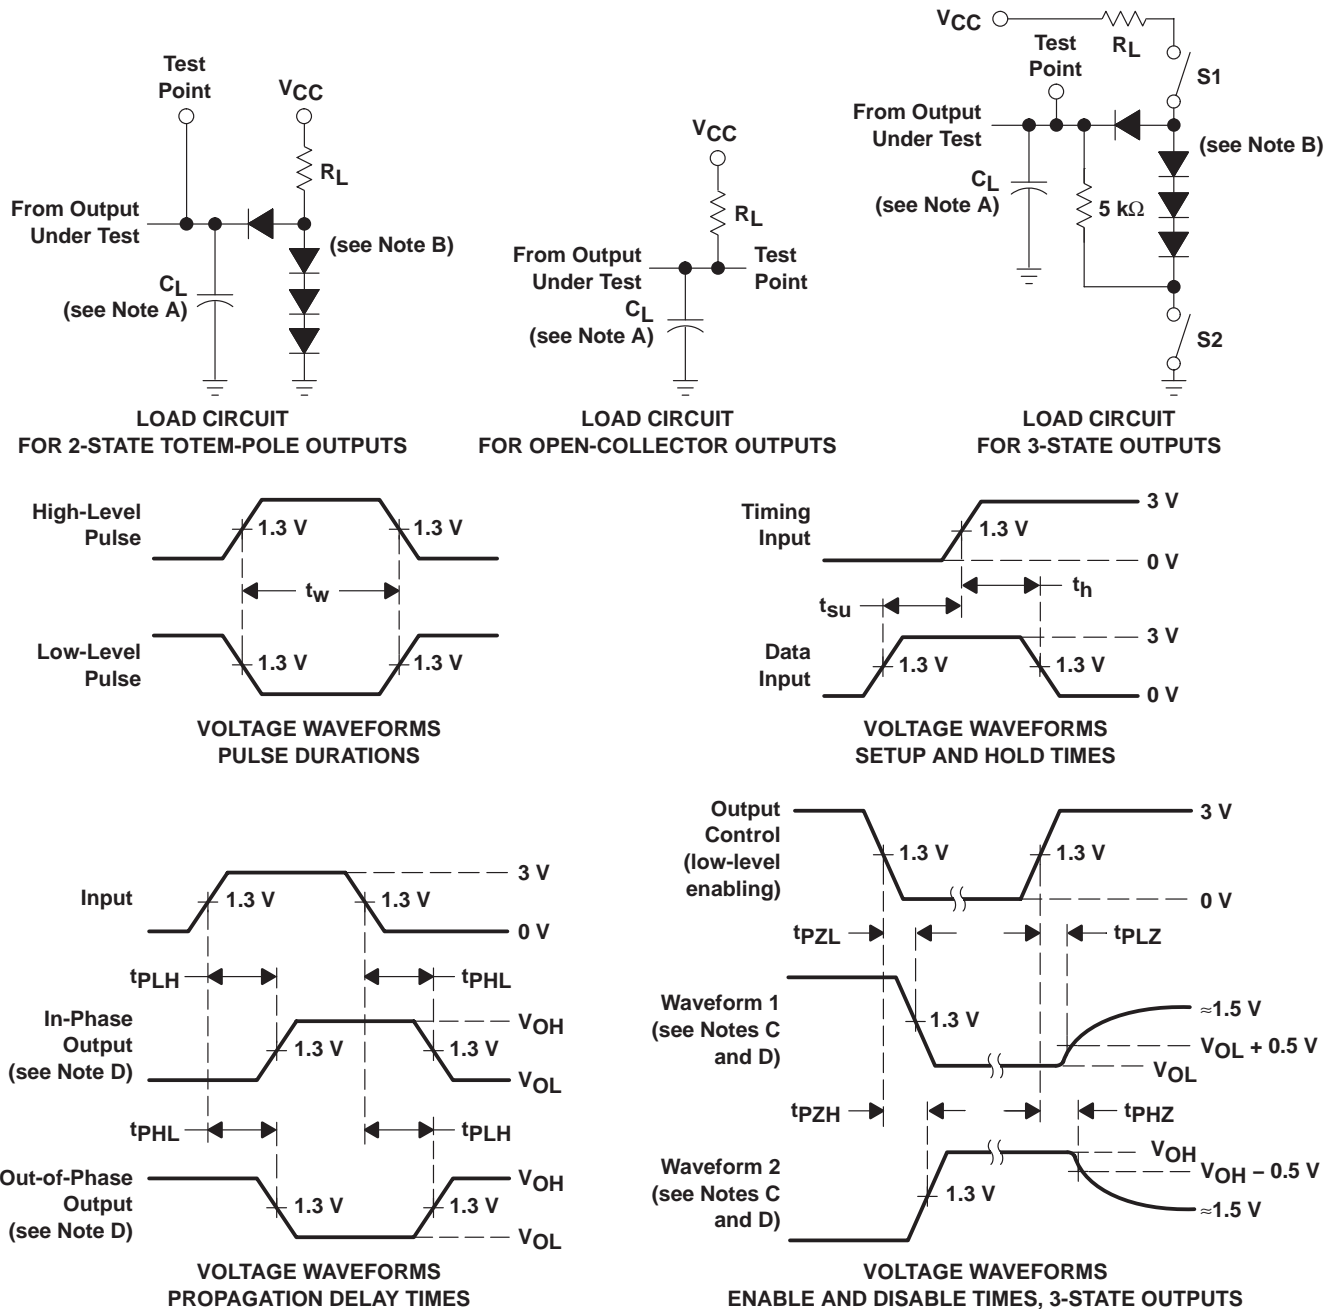 Test
Point
VCC
RL
From Output
Under Test
(see Note B)
CL
(see Note A)
LOAD CIRCUIT
FOR 2-STATE TOTEM-POLE OUTPUTS
VCC
RL
From Output
Under Test
Test
Point
CL
(see Note A)
LOAD CIRCUIT
FOR OPEN-COLLECTOR OUTPUTS
VCC
RL
Test
Point
S1
From Output
Under Test
(see Note B)
CL
(see Note A)
5 kΩ
S2
LOAD CIRCUIT
FOR 3-STATE OUTPUTS
High-Level
Pulse
1.3 V
1.3 V
tw
Low-Level
Pulse
1.3 V
1.3 V
VOLTAGE WAVEFORMS
PULSE DURATIONS
Timing
Input
1.3 V
3 V
0 V
th
tsu
Data
Input
1.3 V
1.3 V
3 V
0 V
VOLTAGE WAVEFORMS
SETUP AND HOLD TIMES
Input
1.3 V
1.3 V
3 V
0 V
tPLH
tPHL
In-Phase
Output
(see Note D)
1.3 V
1.3 V
VOH
VOL
tPHL
tPLH
Out-of-Phase
Output
(see Note D)
1.3 V
1.3 V
VOH
VOL
VOLTAGE WAVEFORMS
PROPAGATION DELAY TIMES
Output
Control
(low-level
enabling)
1.3 V
1.3 V
3 V
0 V
tPZL
tPLZ
Waveform 1
(see Notes C
and D)
1.3 V
≈1.5 V
VOL + 0.5 V
VOL
tPZH
tPHZ
Waveform 2
(see Notes C
and D)
1.3 V
VOH
VOH – 0.5 V
≈1.5 V
VOLTAGE WAVEFORMS
ENABLE AND DISABLE TIMES, 3-STATE OUTPUTS